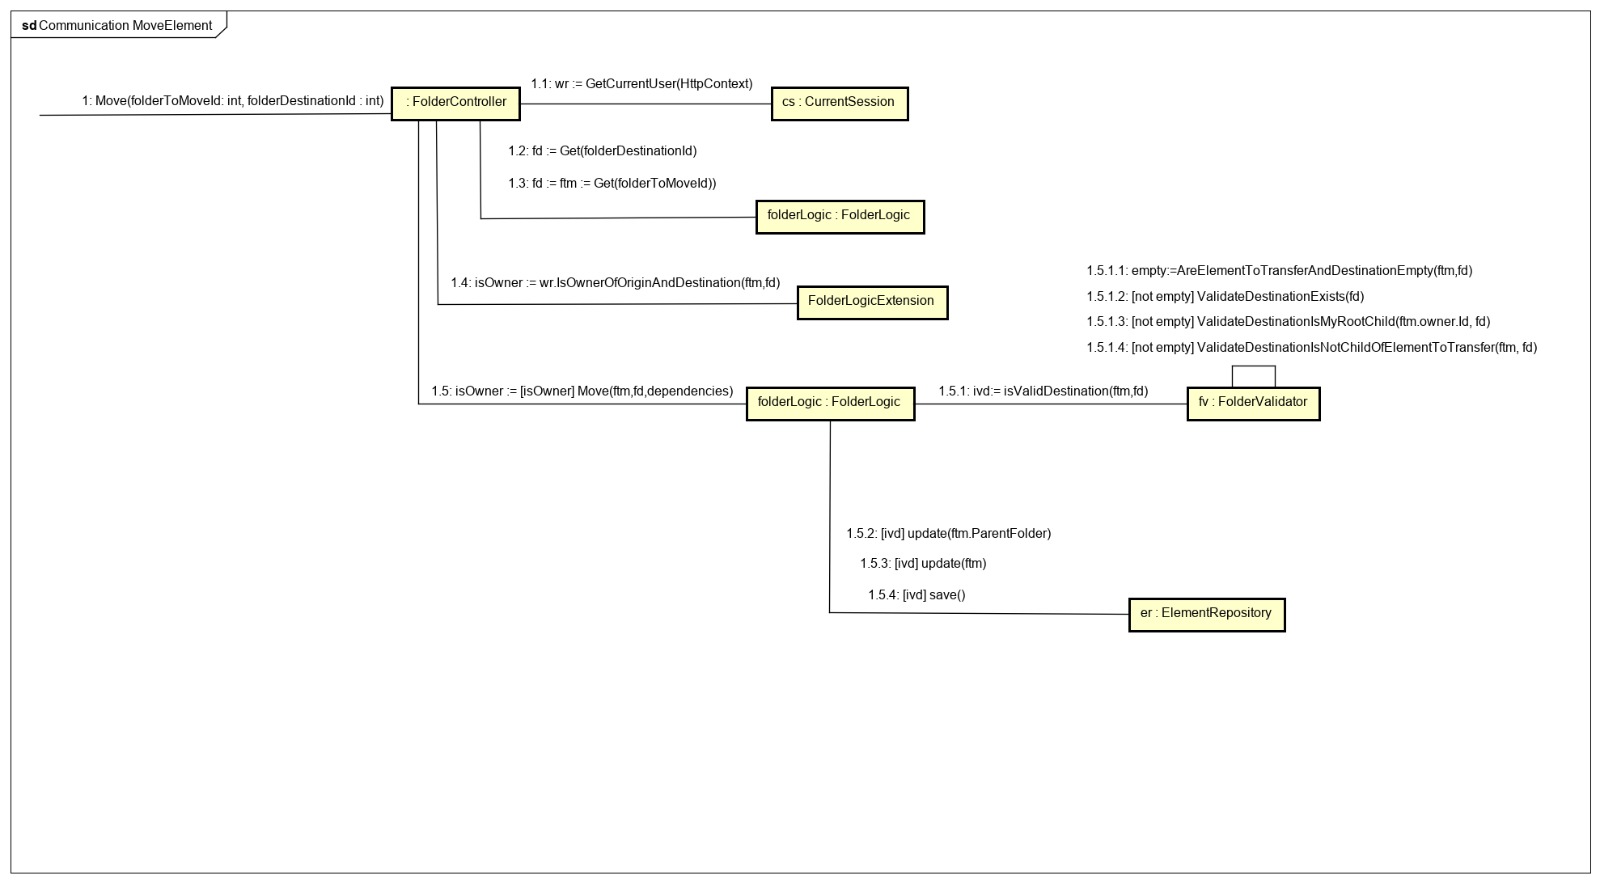 sd Communication MoveElement
1: Move(folderToMoveId: int, folderDestinationId : int)
: FolderController
1.1: wr := GetCurrentUser(HttpContext)
cs : CurrentSession
1.2: fd := Get(folderDestinationId)
1.3: fd := ftm := Get(folderToMoveId))
folderLogic : FolderLogic
1.4: isOwner := wr.IsOwnerOfOriginAndDestination(ftm,fd)
FolderLogicExtension
1.5.1.1: empty:=AreElementToTransferAndDestinationEmpty(ftm,fd)
1.5.1.2: [not empty] ValidateDestinationExists(fd)
1.5.1.3: [not empty] ValidateDestinationIsMyRootChild(ftm.owner.Id, fd)
1.5.1.4: [not empty] ValidateDestinationIsNotChildOfElementToTransfer(ftm, fd)
1.5: isOwner := [isOwner] Move(ftm,fd,dependencies)
folderLogic : FolderLogic
1.5.1: ivd:= isValidDestination(ftm,fd)
fv : FolderValidator
1.5.2: [ivd] update(ftm.ParentFolder)
1.5.3: [ivd] update(ftm)
1.5.4: [ivd] save()
er : ElementRepository